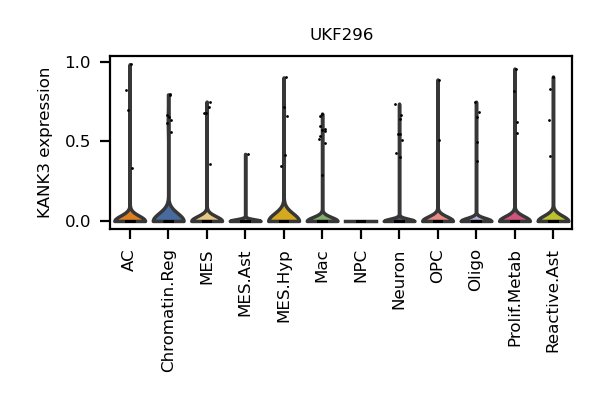 UKF296
KANK3 expression
1.0
0.5
0.0
AC
Chromatin.Reg
MES
MES.Ast
MES.Hyp
Mac
NPC
Neuron
OPC
Oligo
Prolif.Metab
Reactive.Ast